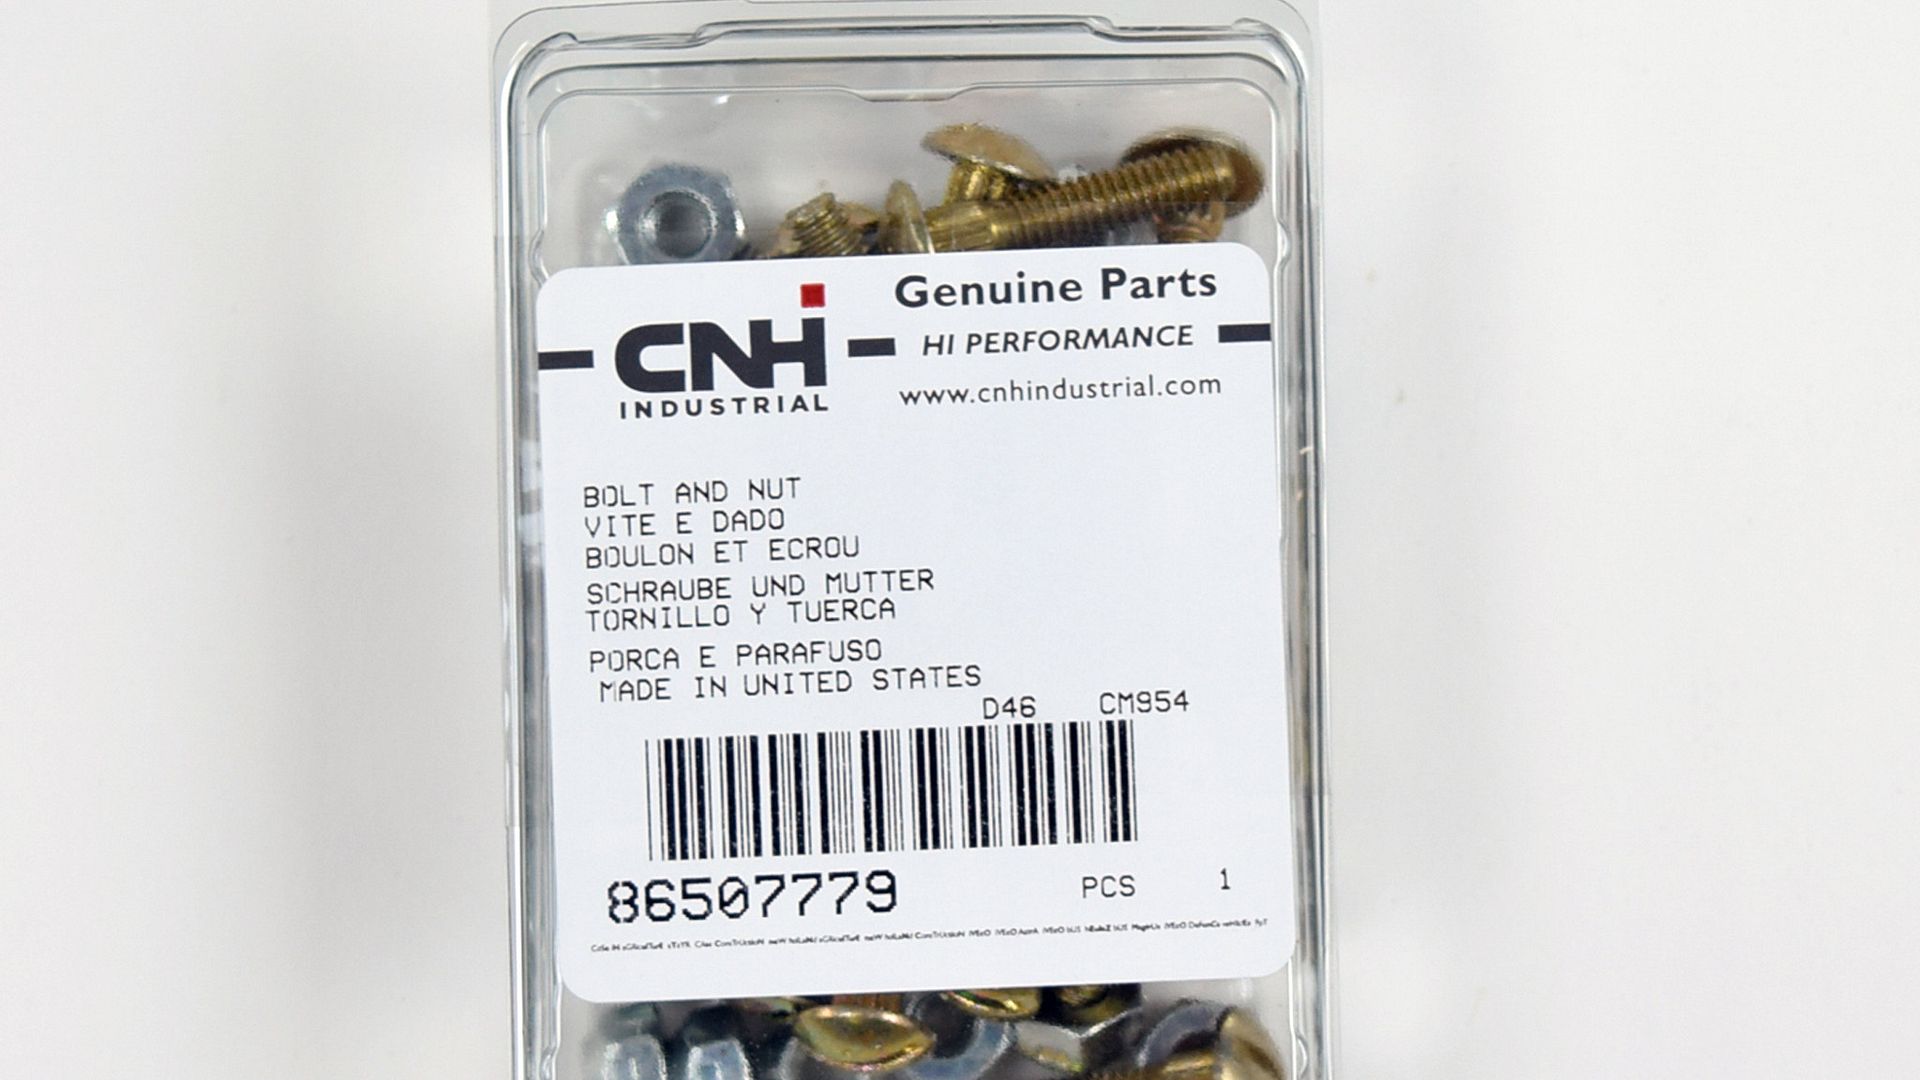 CNHi
INDUSTRIAL
Genuine Parts
HI PERFORMANCE
www.cnhindustrial.com
BOLT AND NUT
VITE E DADO
BOULON ET ECROU
SCHRAUBE UND MUTTER
TORNILLO Y TUERCA
PORCA E PARAFUSO
MADE IN UNITED STATES
D46 CM954
86507779 PCS 1